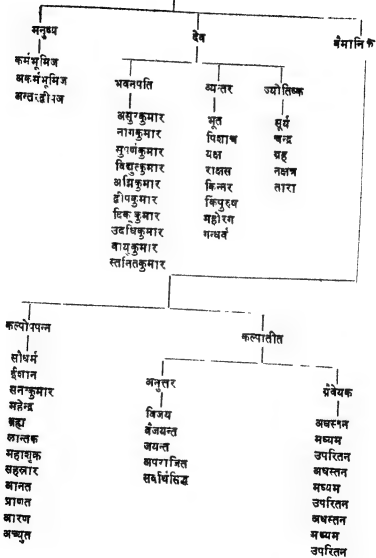 मनुष्य
कर्मभूमिज
अकर्मभूमिज
अन्तरद्वीपज
देव
भवनपति
असुरकुमार
नागकुमार
सुपर्णकुमार
विद्युत्कुमार
अग्निकुमार
द्वीपकुमार
दिक्कुमार
उदधिकुमार
वायुकुमार
स्तनितकुमार
व्यन्तर
भूत
पिशाच
यक्ष
राक्षस
किन्नर
किंपुरुष
महोरग
गन्धर्व
ज्योतिष्क
सूर्य
चन्द्र
ग्रह
नक्षत्र
तारा
वैमानिक
कल्पोपपन्न
सौधर्म
ईशान
सनत्कुमार
महेन्द्र
ब्रह्म
लान्तक
महाशुक
सहस्रार
आनत
प्राणत
आरण
अच्युत
कल्पातीत
अनुत्तर
विजय
वैजयन्त
जयन्त
अपराजित
सर्वार्थसिद्ध
ग्रैवेयक
अधस्तन
मध्यम
उपरितन
अधस्तन
मध्यम
उपरितन
अधस्तन
मध्यम
उपरितन